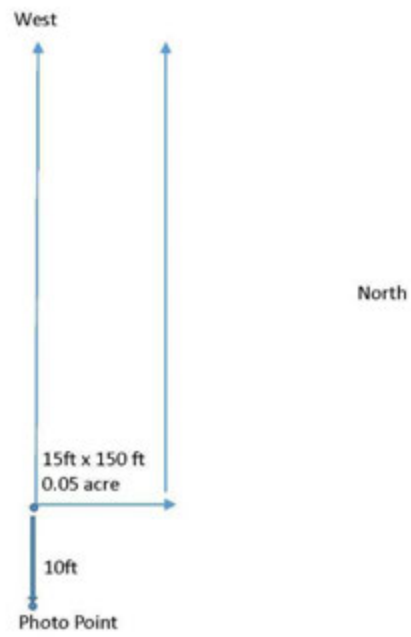 West
North
15ft x 150 ft
0.05 acre
10ft
Photo Point